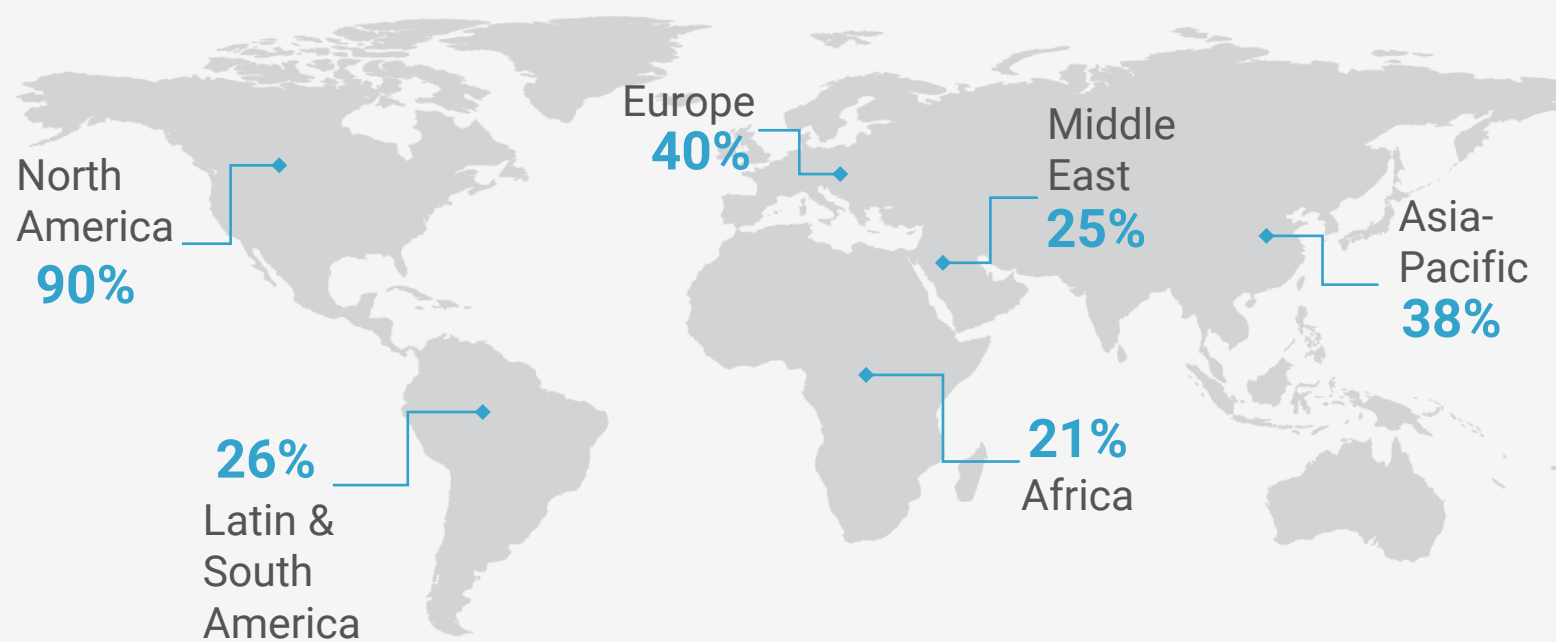 North
America
90%
Europe
40%
Middle
East
25%
Asia-
Pacific
38%
26%
Latin &
South
America
21%
Africa